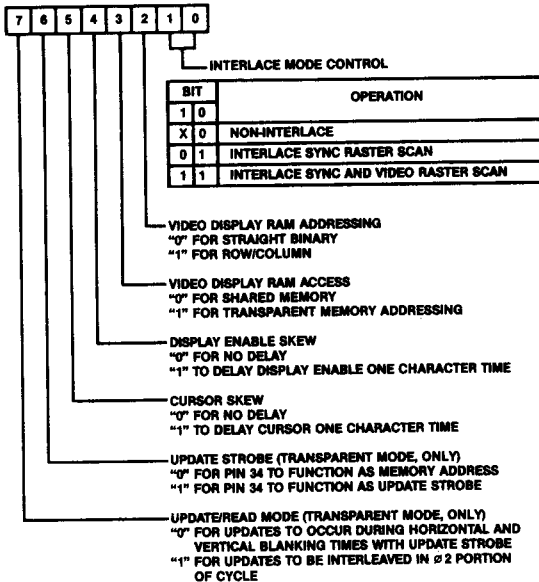 7 6 5 4 3 2 1 0
INTERLACE MODE CONTROL
BIT OPERATION
1 0
X 0 NON-INTERLACE
0 1 INTERLACE SYNC RASTER SCAN
1 1 INTERLACE SYNC AND VIDEO RASTER SCAN
VIDEO DISPLAY RAM ADDRESSING
“0” FOR STRAIGHT BINARY
“1” FOR ROW/COLUMN
VIDEO DISPLAY RAM ACCESS
“0” FOR SHARED MEMORY
“1” FOR TRANSPARENT MEMORY ADDRESSING
DISPLAY ENABLE SKEW
“0” FOR NO DELAY
“1” TO DELAY DISPLAY ENABLE ONE CHARACTER TIME
CURSOR SKEW
“0” FOR NO DELAY
“1” TO DELAY CURSOR ONE CHARACTER TIME
UPDATE STROBE (TRANSPARENT MODE, ONLY)
“0” FOR PIN 34 TO FUNCTION AS MEMORY ADDRESS
“1” FOR PIN 34 TO FUNCTION AS UPDATE STROBE
UPDATE/READ MODE (TRANSPARENT MODE, ONLY)
“0” FOR UPDATES TO OCCUR DURING HORIZONTAL AND
VERTICAL BLANKING TIMES WITH UPDATE STROBE
“1” FOR UPDATES TO BE INTERLEAVED IN ø2 PORTION
OF CYCLE